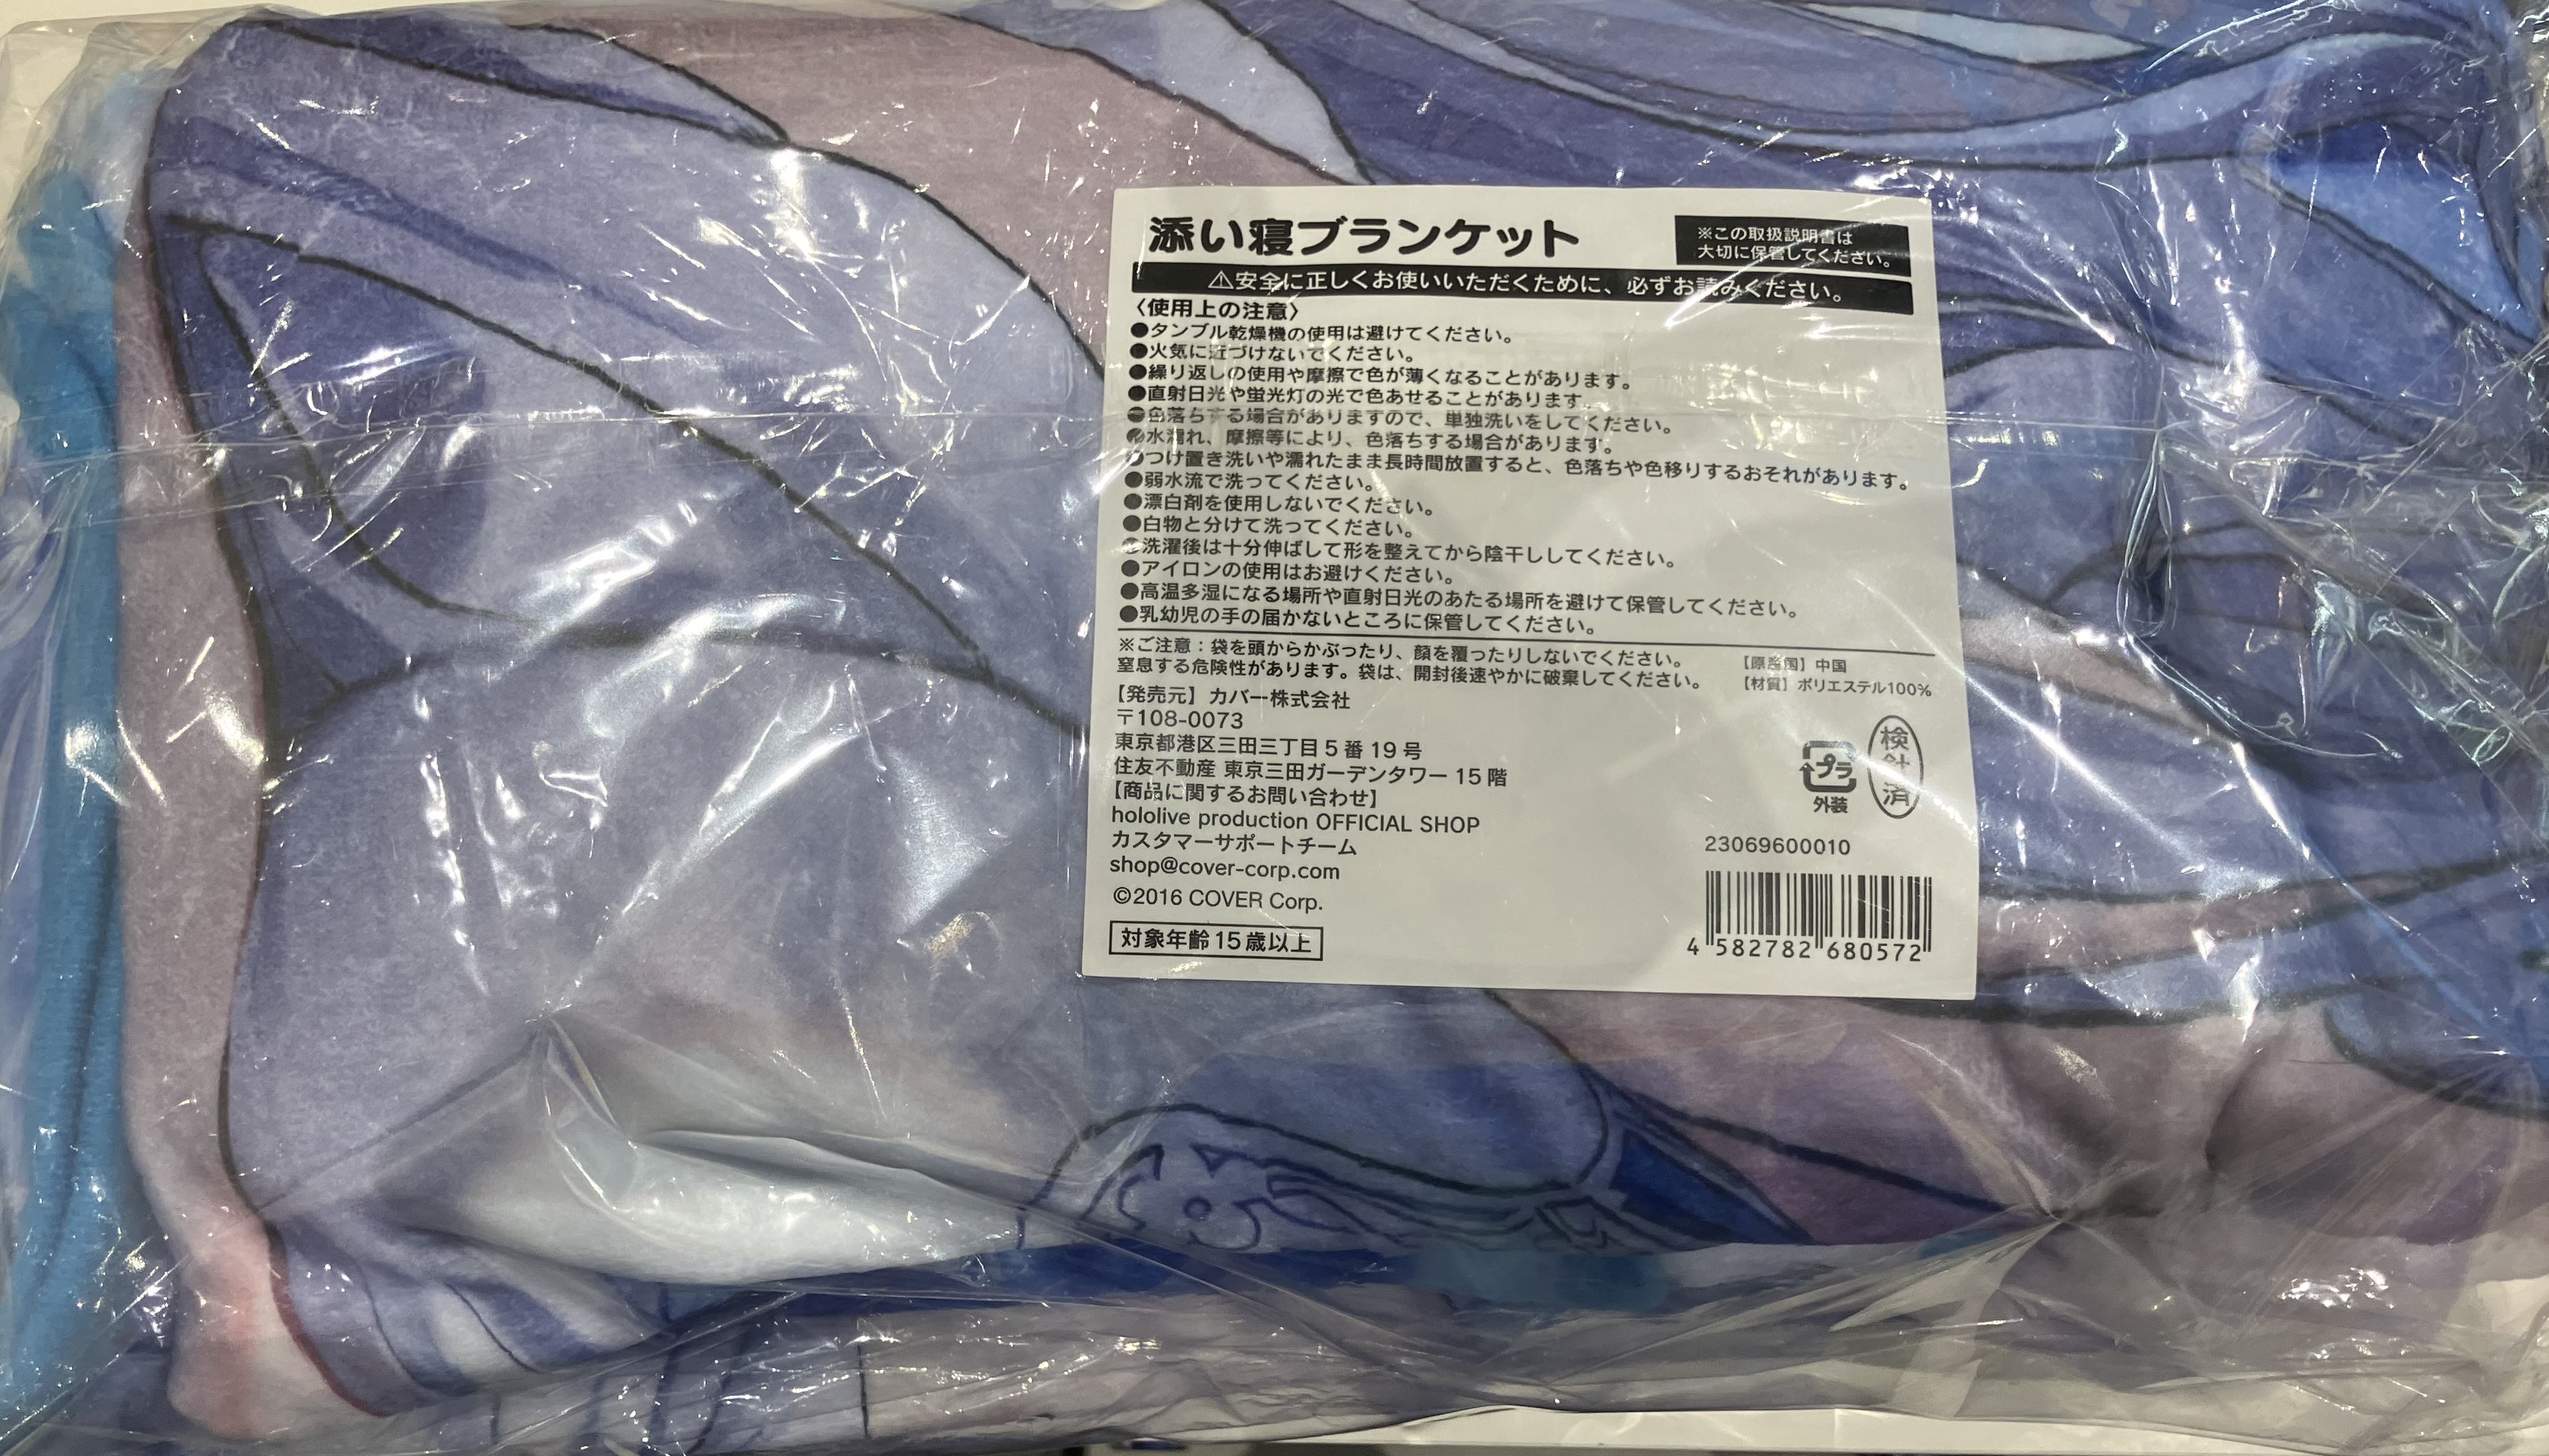 添い寝ブランケット
※この取扱説明書は
大切に保管してください。
⚠安全に正しくお使いいただくために、必ずお読みください。
〈使用上の注意〉
●タンブル乾燥機の使用は避けてください。
●火気に近づけないでください。
●繰り返しの使用や摩擦で色が薄くなることがあります。
●直射日光や蛍光灯の光で色あせることがあります。
●色落ちする場合がありますので、単独洗いをしてください。
●水濡れ、摩擦等により、色落ちする場合があります。
●つけ置き洗いや濡れたまま長時間放置すると、色落ちや色移りするおそれがあります。
●弱水流で洗ってください。
●漂白剤を使用しないでください。
●白物と分けて洗ってください。
●洗濯後は十分伸ばして形を整えてから陰干ししてください。
●アイロンの使用はお避けください。
●高温多湿になる場所や直射日光のあたる場所を避けて保管してください。
●乳幼児の手の届かないところに保管してください。
※ご注意：袋を頭からかぶったり、顔を覆ったりしないでください。
窒息する危険性があります。袋は、開封後速やかに破棄してください。
【原産国】中国
【材質】ポリエステル100%
【発売元】カバー株式会社
〒108-0073
東京都港区三田三丁目5番19号
住友不動産 東京三田ガーデンタワー 15階
【商品に関するお問い合わせ】
hololive production OFFICIAL SHOP
カスタマーサポートチーム
shop@cover-corp.com
©2016 COVER Corp.
対象年齢15歳以上
プラ
外装
検針済
23069600010
4 582782 680572